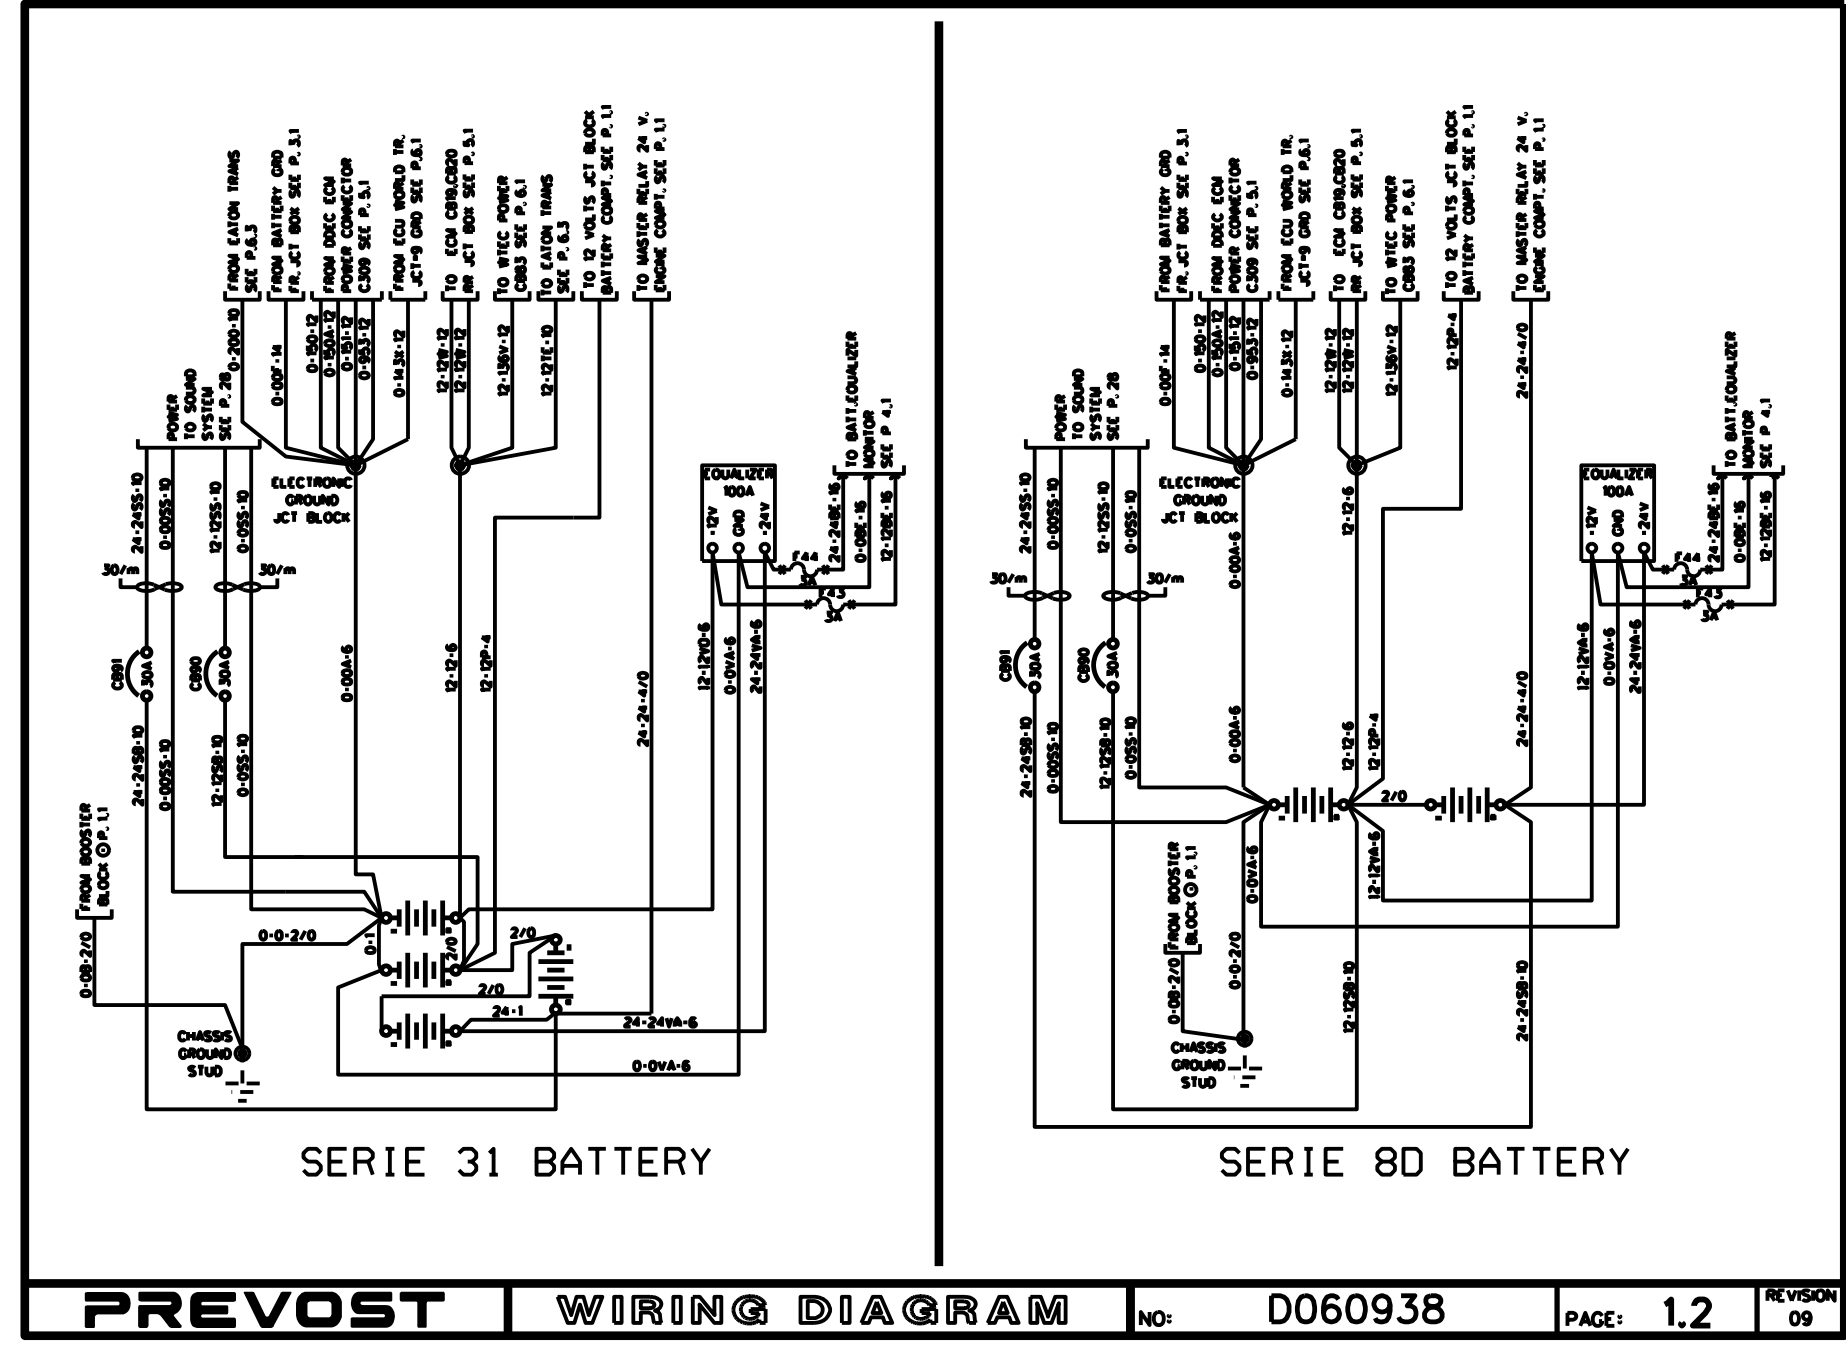 FROM EATON TRANS
SEE P.6.3
FROM BATTERY GRD
FR. JCT BOX SEE P. 3.1
FROM DDEC ECM
POWER CONNECTOR
C309 SEE P. 5.1
FROM ECU WORLD TR.
JCT-9 GRD SEE P.6.1
TO ECM CB19,CB20
RR JCT BOX SEE P. 5.1
TO WTEC POWER
CB83 SEE P. 6.1
TO EATON TRANS
SEE P. 6.3
TO 12 VOLTS JCT BLOCK
BATTERY COMPT. SEE P. 1.1
TO MASTER RELAY 24 V.
ENGINE COMPT. SEE P. 1.1
0-200-10
0-00F-14
0-150-12
0-150A-12
0-151-12
0-953-12
0-143X-12
12-12W-12
12-12W-12
12-136V-12
12-12TE-10
POWER
TO SOUND
SYSTEM
SEE P. 28
TO BATT.EQUALIZER
MONITOR
SEE P 4.1
24-24SS-10
0-00SS-10
12-12SS-10
0-0SS-10
ELECTRONIC
GROUND
JCT BLOCK
EQUALIZER
100A
-12V
GND
-24V
24-24BE-16
0-0BE-16
12-12BE-16
F44
5A
F43
5A
30/m
30/m
CB91
30A
CB90
30A
0-00A-6
12-12-6
12-12P-4
24-24-4/0
12-12VO-6
0-0VA-6
24-24VA-6
24-24SB-10
0-00SS-10
12-12SB-10
0-0SS-10
FROM BOOSTER
BLOCK ⊙ P. 1.1
0-0B-2/0
0-0-2/0
0-1
2/0
2/0
2/0
24-1
24-24VA-6
0-0VA-6
CHASSIS
GROUND
STUD
SERIE 31 BATTERY
FROM BATTERY GRD
FR. JCT BOX SEE P. 3.1
FROM DDEC ECM
POWER CONNECTOR
C309 SEE P. 5.1
FROM ECU WORLD TR.
JCT-9 GRD SEE P.6.1
TO ECM CB19,CB20
RR JCT BOX SEE P. 5.1
TO WTEC POWER
CB83 SEE P. 6.1
TO 12 VOLTS JCT BLOCK
BATTERY COMPT. SEE P. 1.1
TO MASTER RELAY 24 V.
ENGINE COMPT. SEE P. 1.1
0-00F-14
0-150-12
0-150A-12
0-151-12
0-953-12
0-143X-12
12-12W-12
12-12W-12
12-136V-12
12-12P-4
24-24-4/0
POWER
TO SOUND
SYSTEM
SEE P. 28
TO BATT.EQUALIZER
MONITOR
SEE P 4.1
24-24SS-10
0-00SS-10
12-12SS-10
0-0SS-10
ELECTRONIC
GROUND
JCT BLOCK
0-00A-6
12-12-6
EQUALIZER
100A
-12V
GND
-24V
24-24BE-16
0-0BE-16
12-12BE-16
F44
5A
F43
5A
30/m
30/m
CB91
30A
CB90
30A
12-12VA-6
0-0VA-6
24-24VA-6
24-24SB-10
0-00SS-10
12-12SB-10
0-0SS-10
0-00A-6
12-12-6
12-12P-4
24-24-4/0
2/0
FROM BOOSTER
BLOCK ⊙ P. 1.1
0-0VA-6
12-12VA-6
0-0B-2/0
0-0-2/0
12-12SB-10
24-24SB-10
CHASSIS
GROUND
STUD
SERIE 8D BATTERY
PREVOST
WIRING DIAGRAM
NO: D060938
PAGE: 1.2
REVISION
09